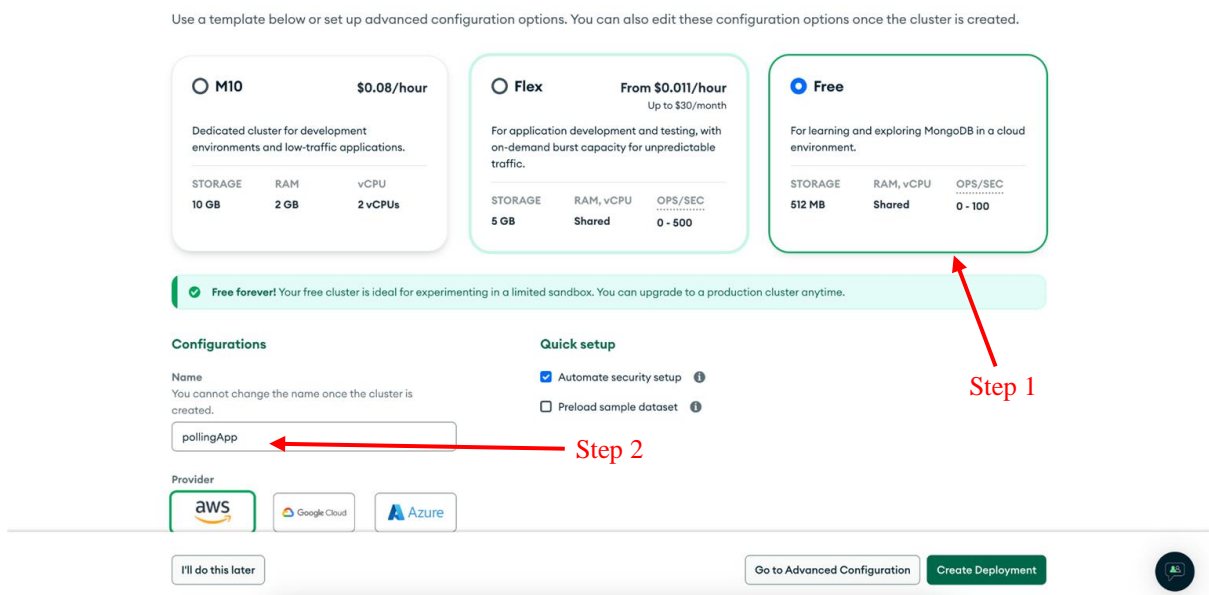 Use a template below or set up advanced configuration options. You can also edit these configuration options once the cluster is created.
M10 $0.08/hour
Dedicated cluster for development
environments and low-traffic applications.
STORAGE RAM vCPU
10 GB 2 GB 2 vCPUs
Flex From $0.011/hour
Up to $30/month
For application development and testing, with
on-demand burst capacity for unpredictable
traffic.
STORAGE RAM, vCPU OPS/SEC
5 GB Shared 0 - 500
Free
For learning and exploring MongoDB in a cloud
environment.
STORAGE RAM, vCPU OPS/SEC
512 MB Shared 0 - 100
Free forever! Your free cluster is ideal for experimenting in a limited sandbox. You can upgrade to a production cluster anytime.
Step 1
Configurations
Name
You cannot change the name once the cluster is
created.
pollingApp
Step 2
Quick setup
Automate security setup
Preload sample dataset
Provider
aws
Google Cloud
Azure
I'll do this later
Go to Advanced Configuration
Create Deployment